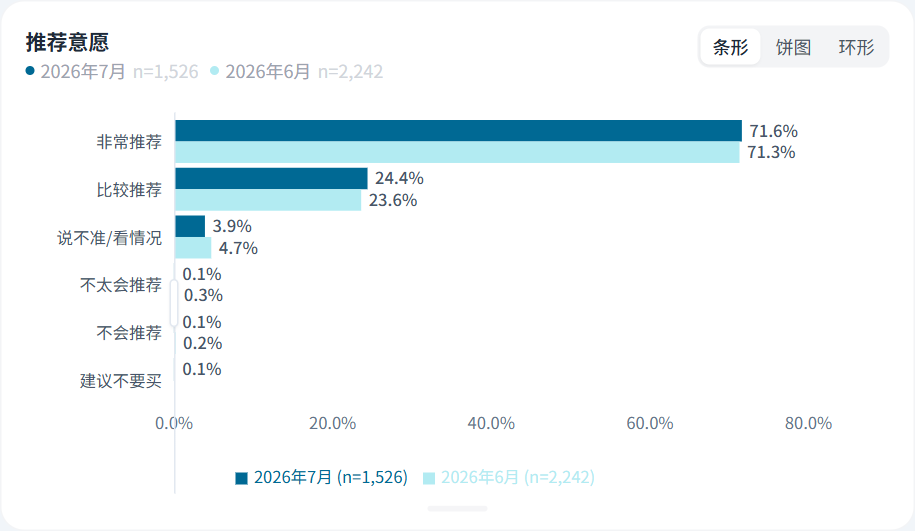 推荐意愿
条形 饼图 环形
2026年7月 n=1,526 2026年6月 n=2,242
非常推荐 71.6%
71.3%
比较推荐 24.4%
23.6%
说不准/看情况 3.9%
4.7%
不太会推荐 0.1%
0.3%
不会推荐 0.1%
0.2%
建议不要买 0.1%
0.0% 20.0% 40.0% 60.0% 80.0%
2026年7月 (n=1,526) 2026年6月 (n=2,242)